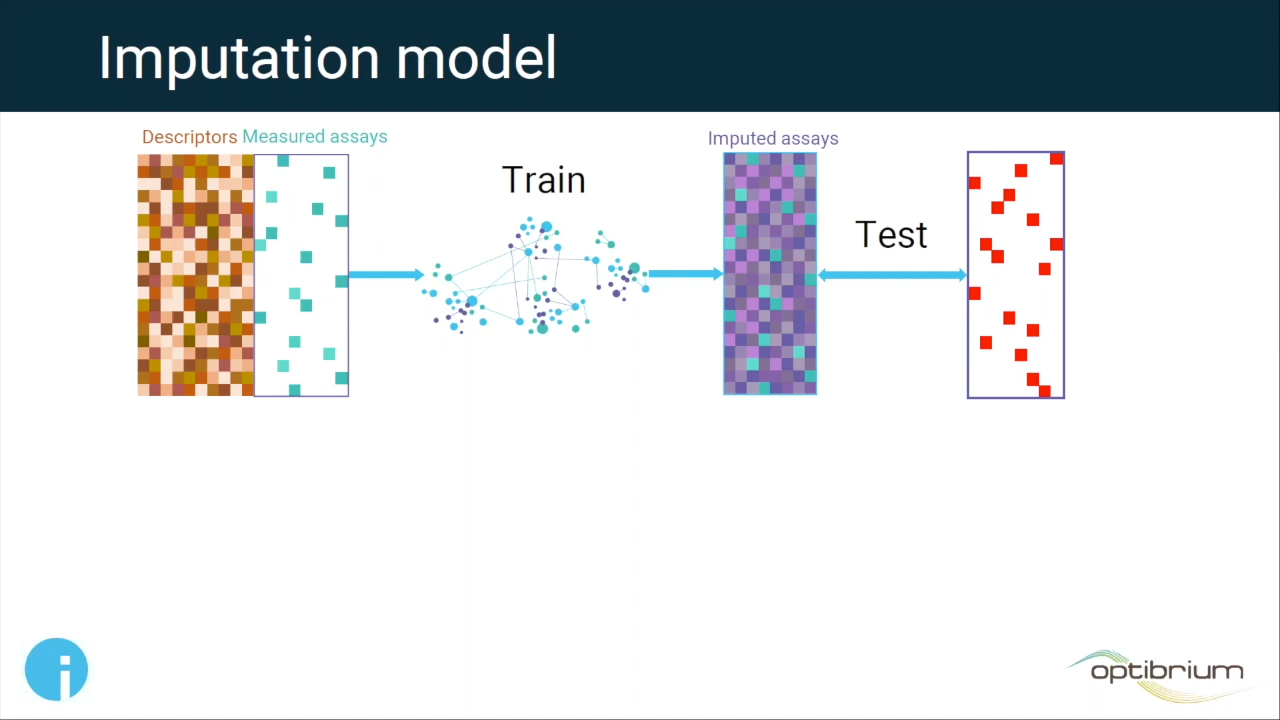 Imputation model
Descriptors Measured assays
Imputed assays
Train
Test
i
optibrium